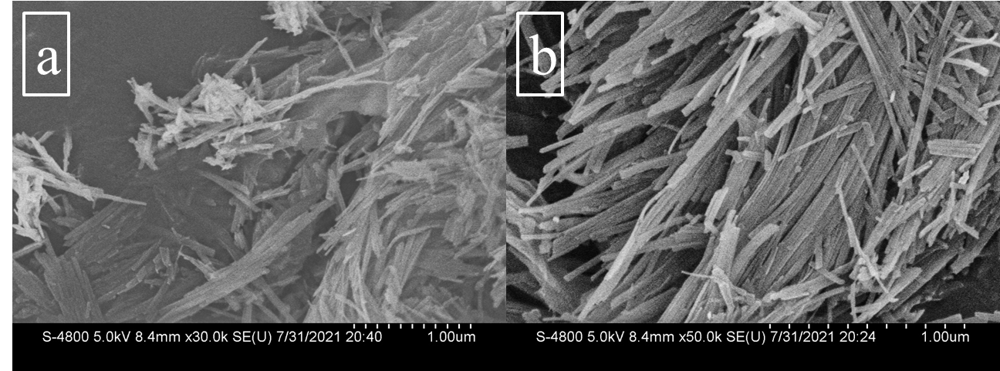 a
b
S-4800 5.0kV 8.4mm x30.0k SE(U) 7/31/2021 20:40 1.00um
S-4800 5.0kV 8.4mm x50.0k SE(U) 7/31/2021 20:24 1.00um